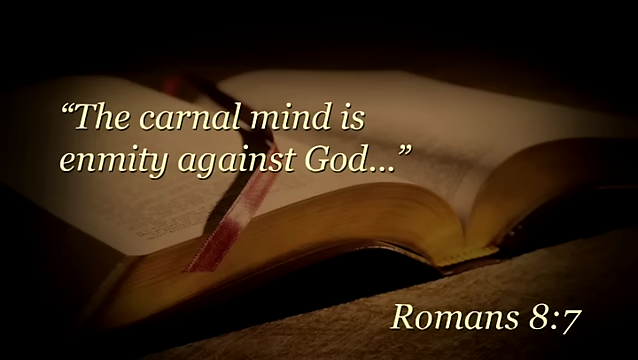 “The carnal mind is
enmity against God...”
Romans 8:7